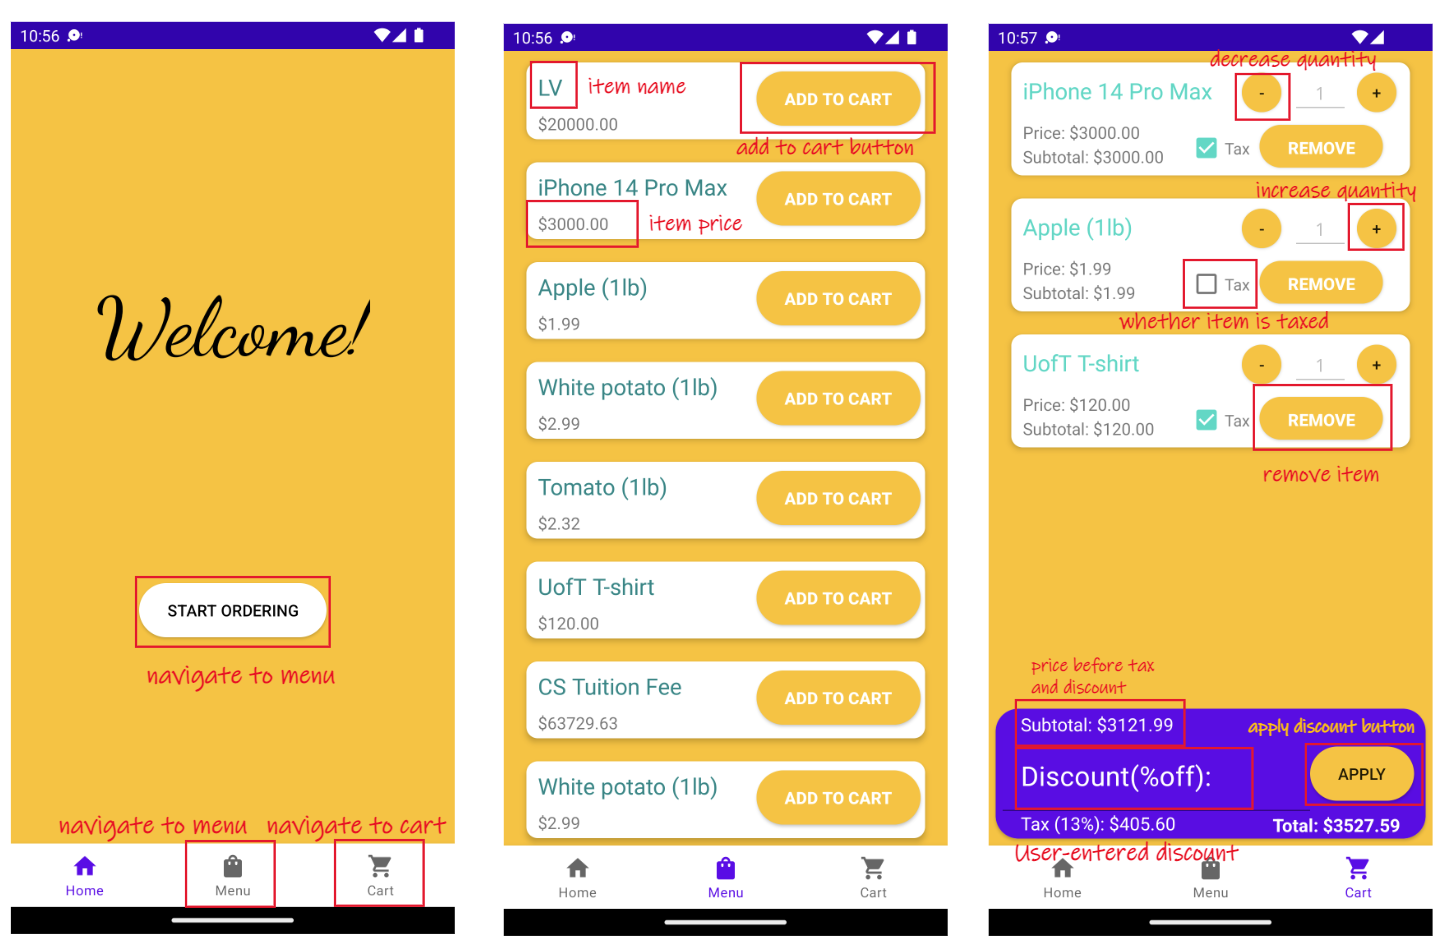 10:56
Welcome!
START ORDERING
navigate to menu
navigate to menu navigate to cart
Home Menu Cart
10:56
LV item name
ADD TO CART
$20000.00
add to cart button
iPhone 14 Pro Max
ADD TO CART
$3000.00 item price
Apple (1lb)
ADD TO CART
$1.99
White potato (1lb)
ADD TO CART
$2.99
Tomato (1lb)
ADD TO CART
$2.32
UofT T-shirt
ADD TO CART
$120.00
CS Tuition Fee
ADD TO CART
$63729.63
White potato (1lb)
ADD TO CART
$2.99
Home Menu Cart
10:57
decrease quantity
iPhone 14 Pro Max - 1 +
Price: $3000.00
Subtotal: $3000.00 Tax REMOVE
increase quantity
Apple (1lb) - 1 +
Price: $1.99
Subtotal: $1.99 Tax REMOVE
whether item is taxed
UofT T-shirt - 1 +
Price: $120.00
Subtotal: $120.00 Tax REMOVE
remove item
price before tax
and discount
Subtotal: $3121.99 apply discount button
Discount(%off): APPLY
Tax (13%): $405.60 Total: $3527.59
User-entered discount
Home Menu Cart